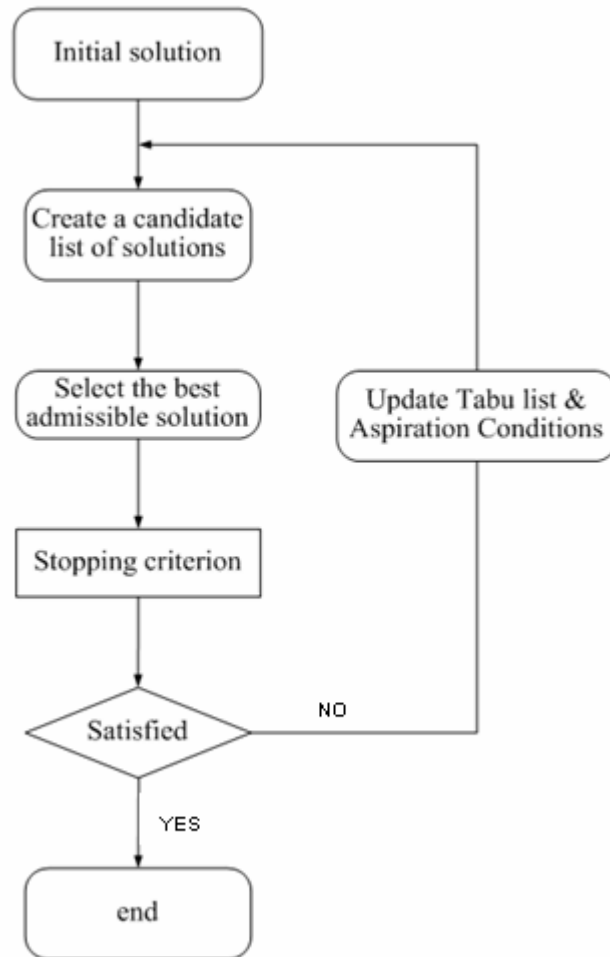 Initial solution
Create a candidate
list of solutions
Select the best
admissible solution
Update Tabu list &
Aspiration Conditions
Stopping criterion
Satisfied
NO
YES
end